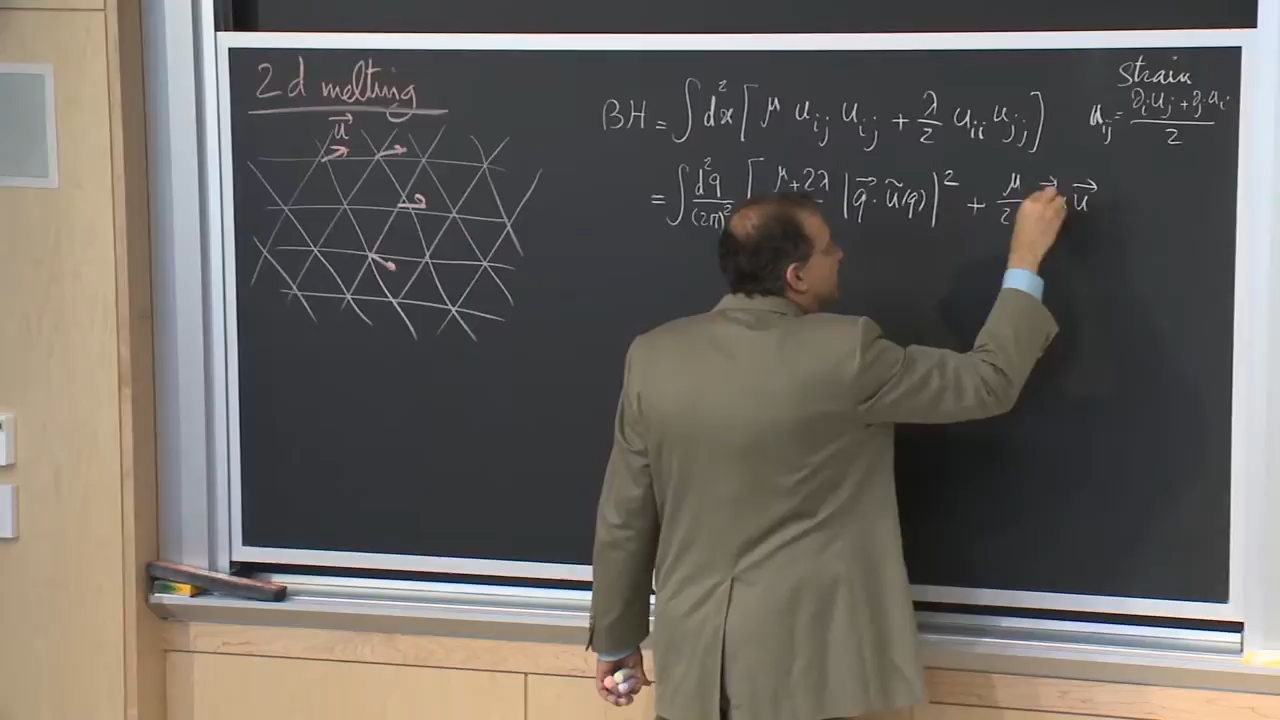 2d melting
u⃗
Strain
βH = ∫d²x [ μ u_ij u_ij + λ/2 u_ii u_jj ]
u_ij = (∂_i u_j + ∂_j u_i)/2
= ∫ d²q/(2π)² [ μ+2λ | q⃗ · ũ(q) |² + μ/2 u⃗